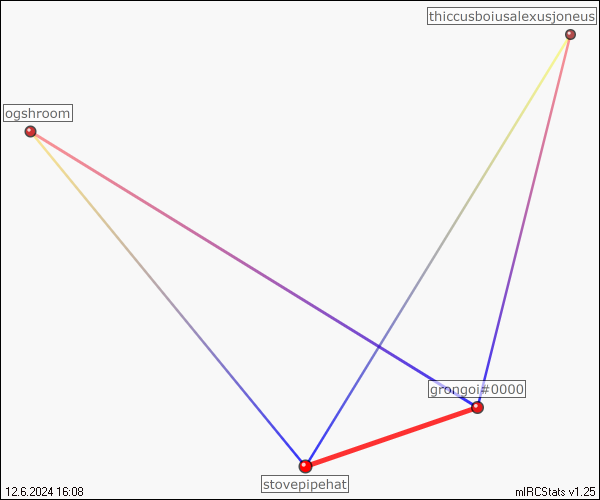 thiccusboiusalexusjoneus
ogshroom
grongoi#0000
stovepipehat
12.6.2024 16:08
mIRCStats v1.25